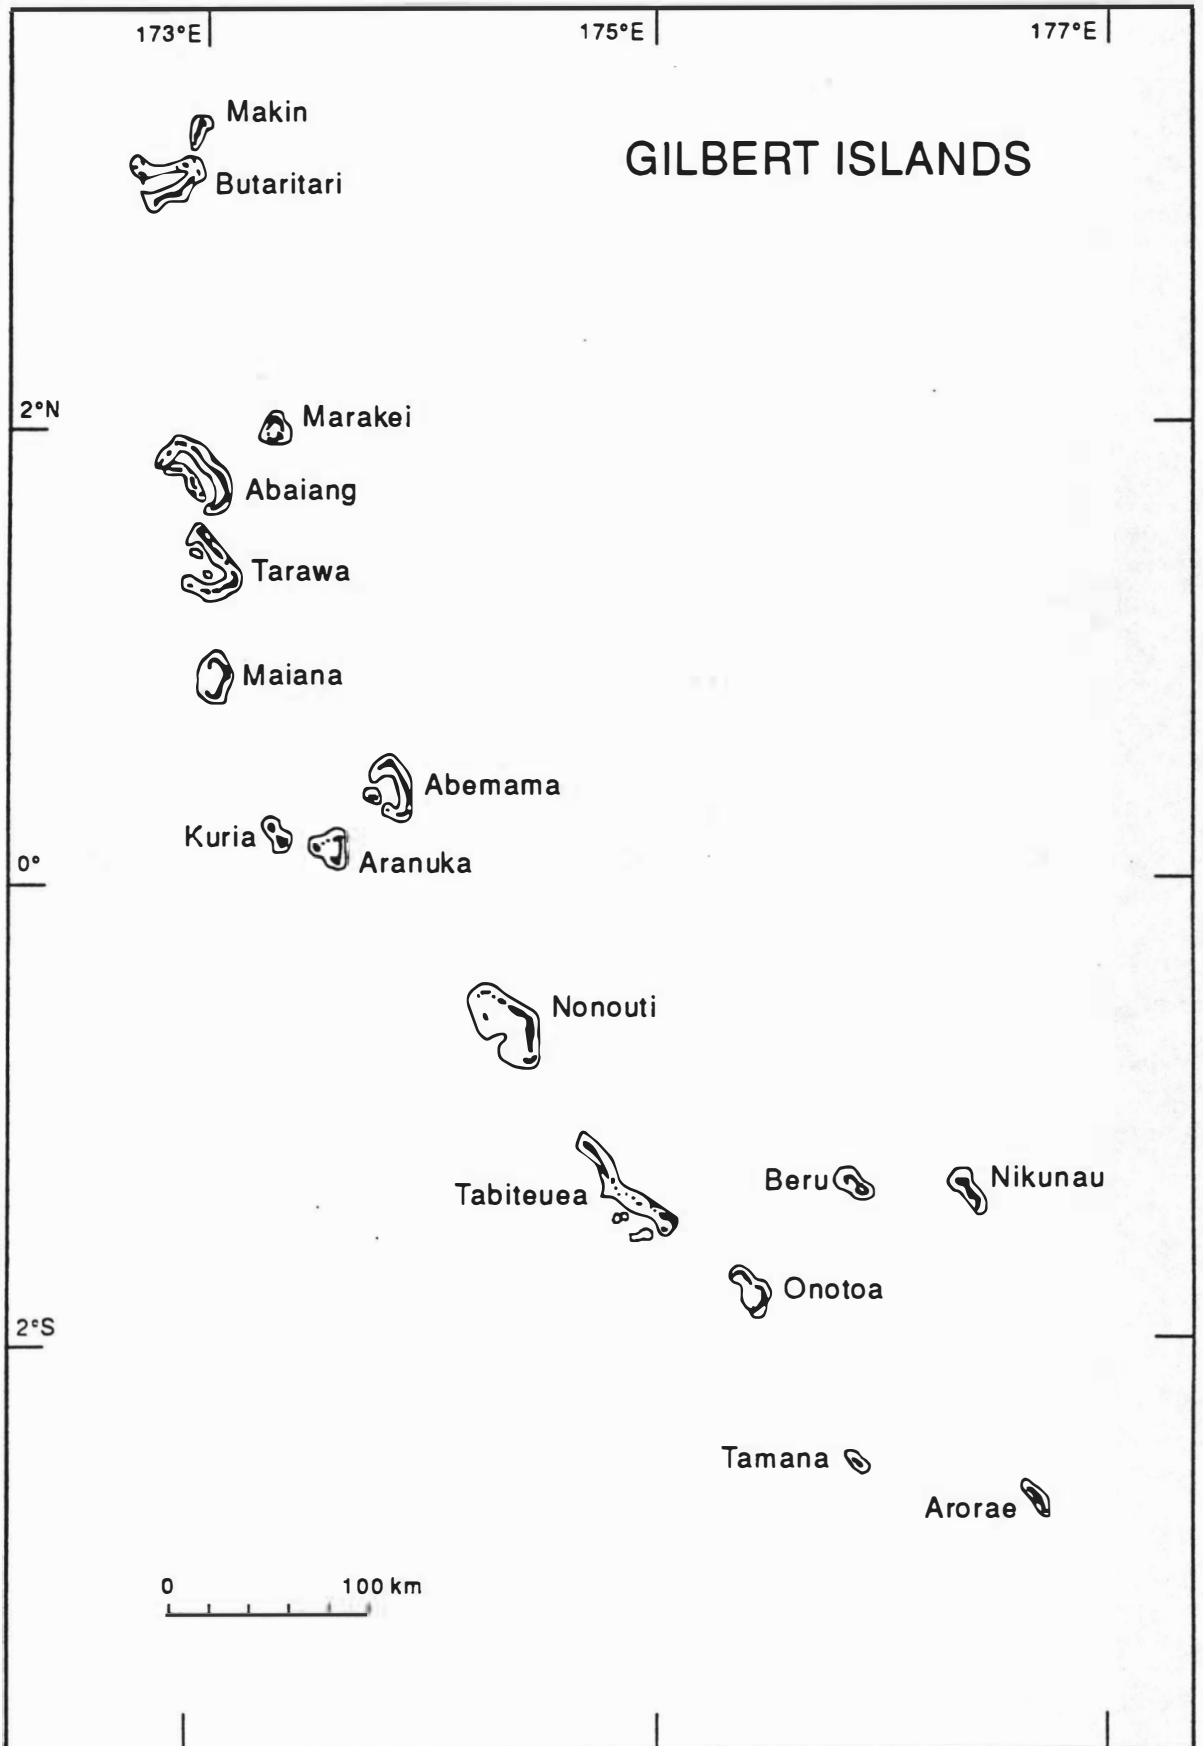 173°E 175°E 177°E
Makin
GILBERT ISLANDS
Butaritari
2°N
Marakei
Abaiang
Tarawa
Maiana
Abemama
Kuria
Aranuka
0°
Nonouti
Tabiteuea
Beru
Nikunau
Onotoa
2°S
Tamana
Arorae
0 100 km